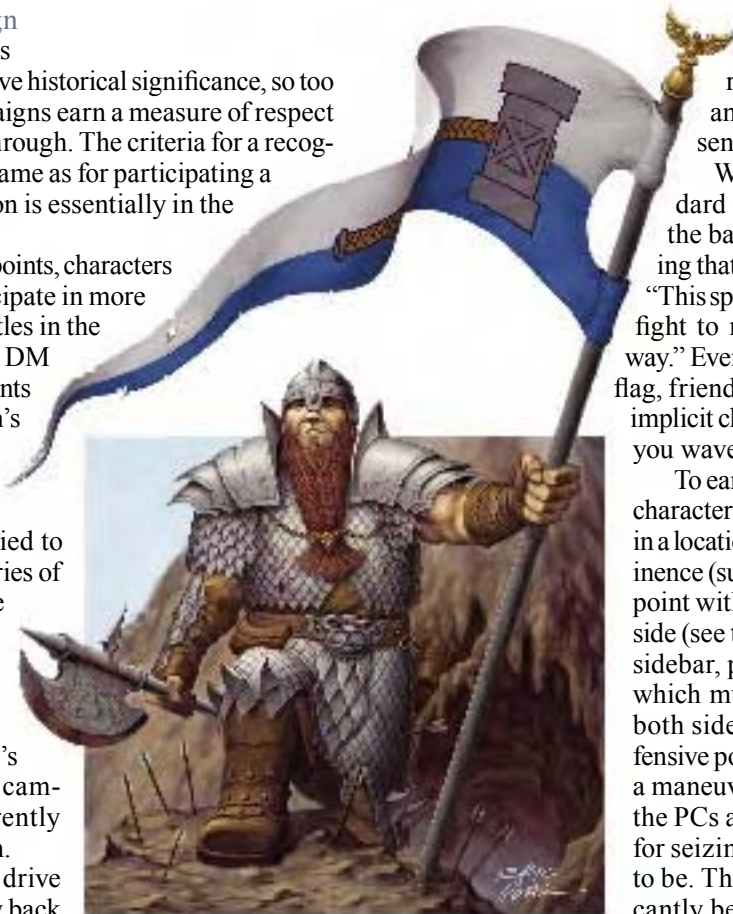 gn
s
ve historical significance, so too
aigns earn a measure of respect
hrough. The criteria for a recog-
ame as for participating a
on is essentially in the
points, characters
cipate in more
tles in the
DM
nts
n's
ied to
ries of
e
's
cam-
ently
n.
drive
y back
r
an
sen
W
dard
the ba
ing that
“This sp
fight to r
way.” Ever
flag, friend
implicit ch
you wave
To ear
character
in a locatio
inence (su
point with
side (see t
sidebar, p
which mu
both side
fensive po
a maneuv
the PCs a
for seizin
to be. Th
cantly be